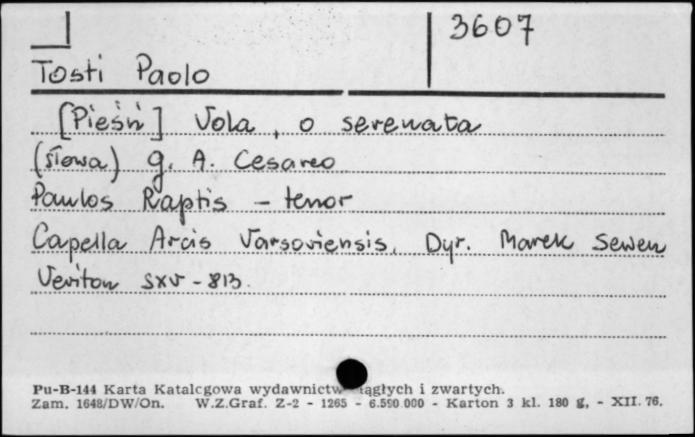 3607
Tosti Paolo
[Pieśń] Vola, o serenata
(słowa) G. A. Cesareo
Paulos Raptis - tenor
Capella Arcis Varsoviensis. Dyr. Marek Sewen
Veriton SXV - 813.
Pu-B-144 Karta Katalogowa wydawnictw ciągłych i zwartych.
Zam. 1648/DW/On. W.Z.Graf. Z-2 - 1265 - 6.590.000 - Karton 3 kl. 180 g, - XII. 76.